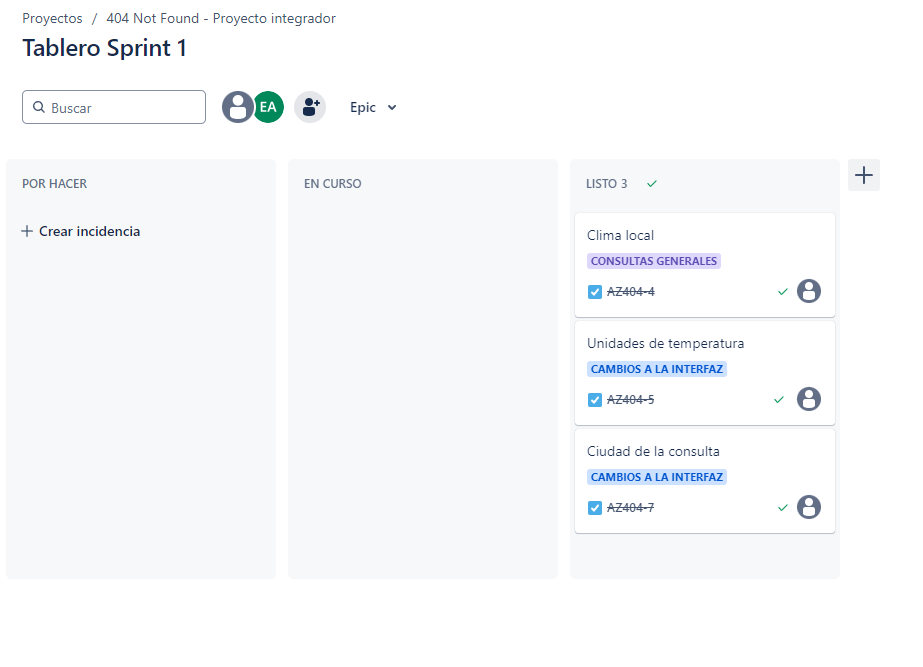 Proyectos / 404 Not Found - Proyecto integrador
Tablero Sprint 1
Buscar
EA
Epic
POR HACER
Crear incidencia
EN CURSO
LISTO 3
Clima local
CONSULTAS GENERALES
AZ404-4
Unidades de temperatura
CAMBIOS A LA INTERFAZ
AZ404-5
Ciudad de la consulta
CAMBIOS A LA INTERFAZ
AZ404-7